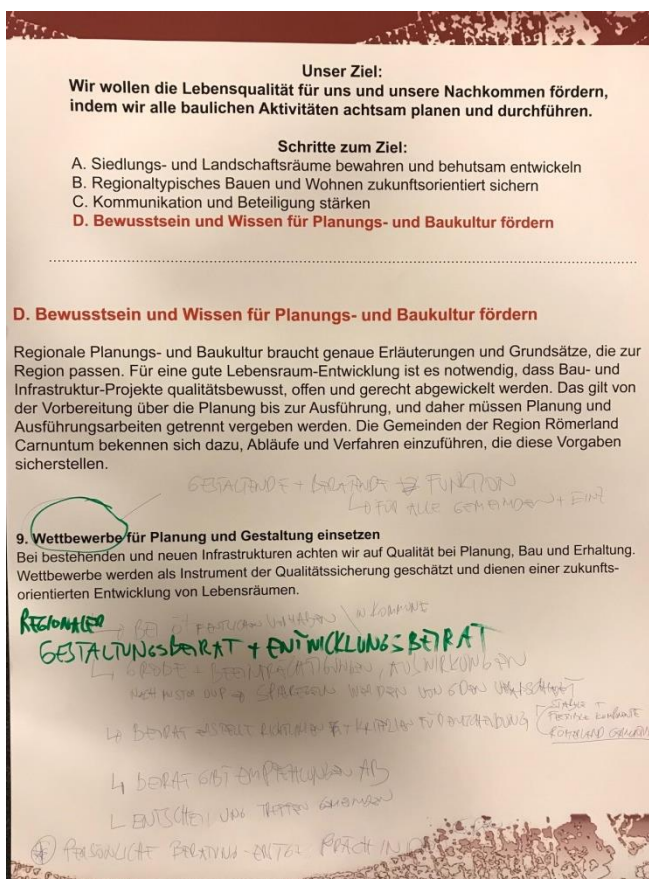 Unser Ziel:
Wir wollen die Lebensqualität für uns und unsere Nachkommen fördern,
indem wir alle baulichen Aktivitäten achtsam planen und durchführen.
Schritte zum Ziel:
A. Siedlungs- und Landschaftsräume bewahren und behutsam entwickeln
B. Regionaltypisches Bauen und Wohnen zukunftsorientiert sichern
C. Kommunikation und Beteiligung stärken
D. Bewusstsein und Wissen für Planungs- und Baukultur fördern
D. Bewusstsein und Wissen für Planungs- und Baukultur fördern
Regionale Planungs- und Baukultur braucht genaue Erläuterungen und Grundsätze, die zur
Region passen. Für eine gute Lebensraum-Entwicklung ist es notwendig, dass Bau- und
Infrastruktur-Projekte qualitätsbewusst, offen und gerecht abgewickelt werden. Das gilt von
der Vorbereitung über die Planung bis zur Ausführung, und daher müssen Planung und
Ausführungsarbeiten getrennt vergeben werden. Die Gemeinden der Region Römerland
Carnuntum bekennen sich dazu, Abläufe und Verfahren einzuführen, die diese Vorgaben
sicherstellen.
GESTALTENDE + BERATENDE FUNKTION
FÜR ALLE GEMEINDEN +
9. Wettbewerbe für Planung und Gestaltung einsetzen
Bei bestehenden und neuen Infrastrukturen achten wir auf Qualität bei Planung, Bau und Erhaltung.
Wettbewerbe werden als Instrument der Qualitätssicherung geschätzt und dienen einer zukunfts-
orientierten Entwicklung von Lebensräumen.
REGIONALER
GESTALTUNGSBEIRAT + ENTWICKLUNGSBEIRAT
AUSWIRKUNGEN
BEIRAT ERSTELLT RICHTLINIEN + KRITERIEN FÜR ENTSCHEIDUNG
BEIRAT GIBT EMPFEHLUNGEN AB
ENTSCHEIDUNG TREFFEN GEMEINDEN
PERSÖNLICHE BERATUNG